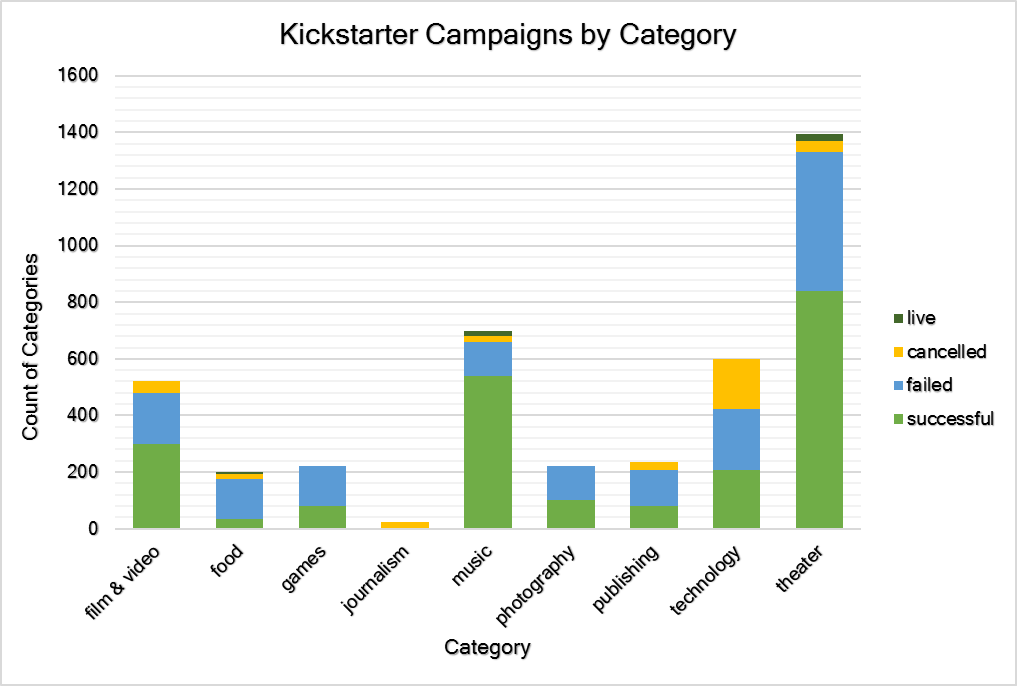 Kickstarter Campaigns by Category
1600
1400
1200
1000
800
600
400
200
0
Count of Categories
film & video
food
games
journalism
music
photography
publishing
technology
theater
Category
live
cancelled
failed
successful